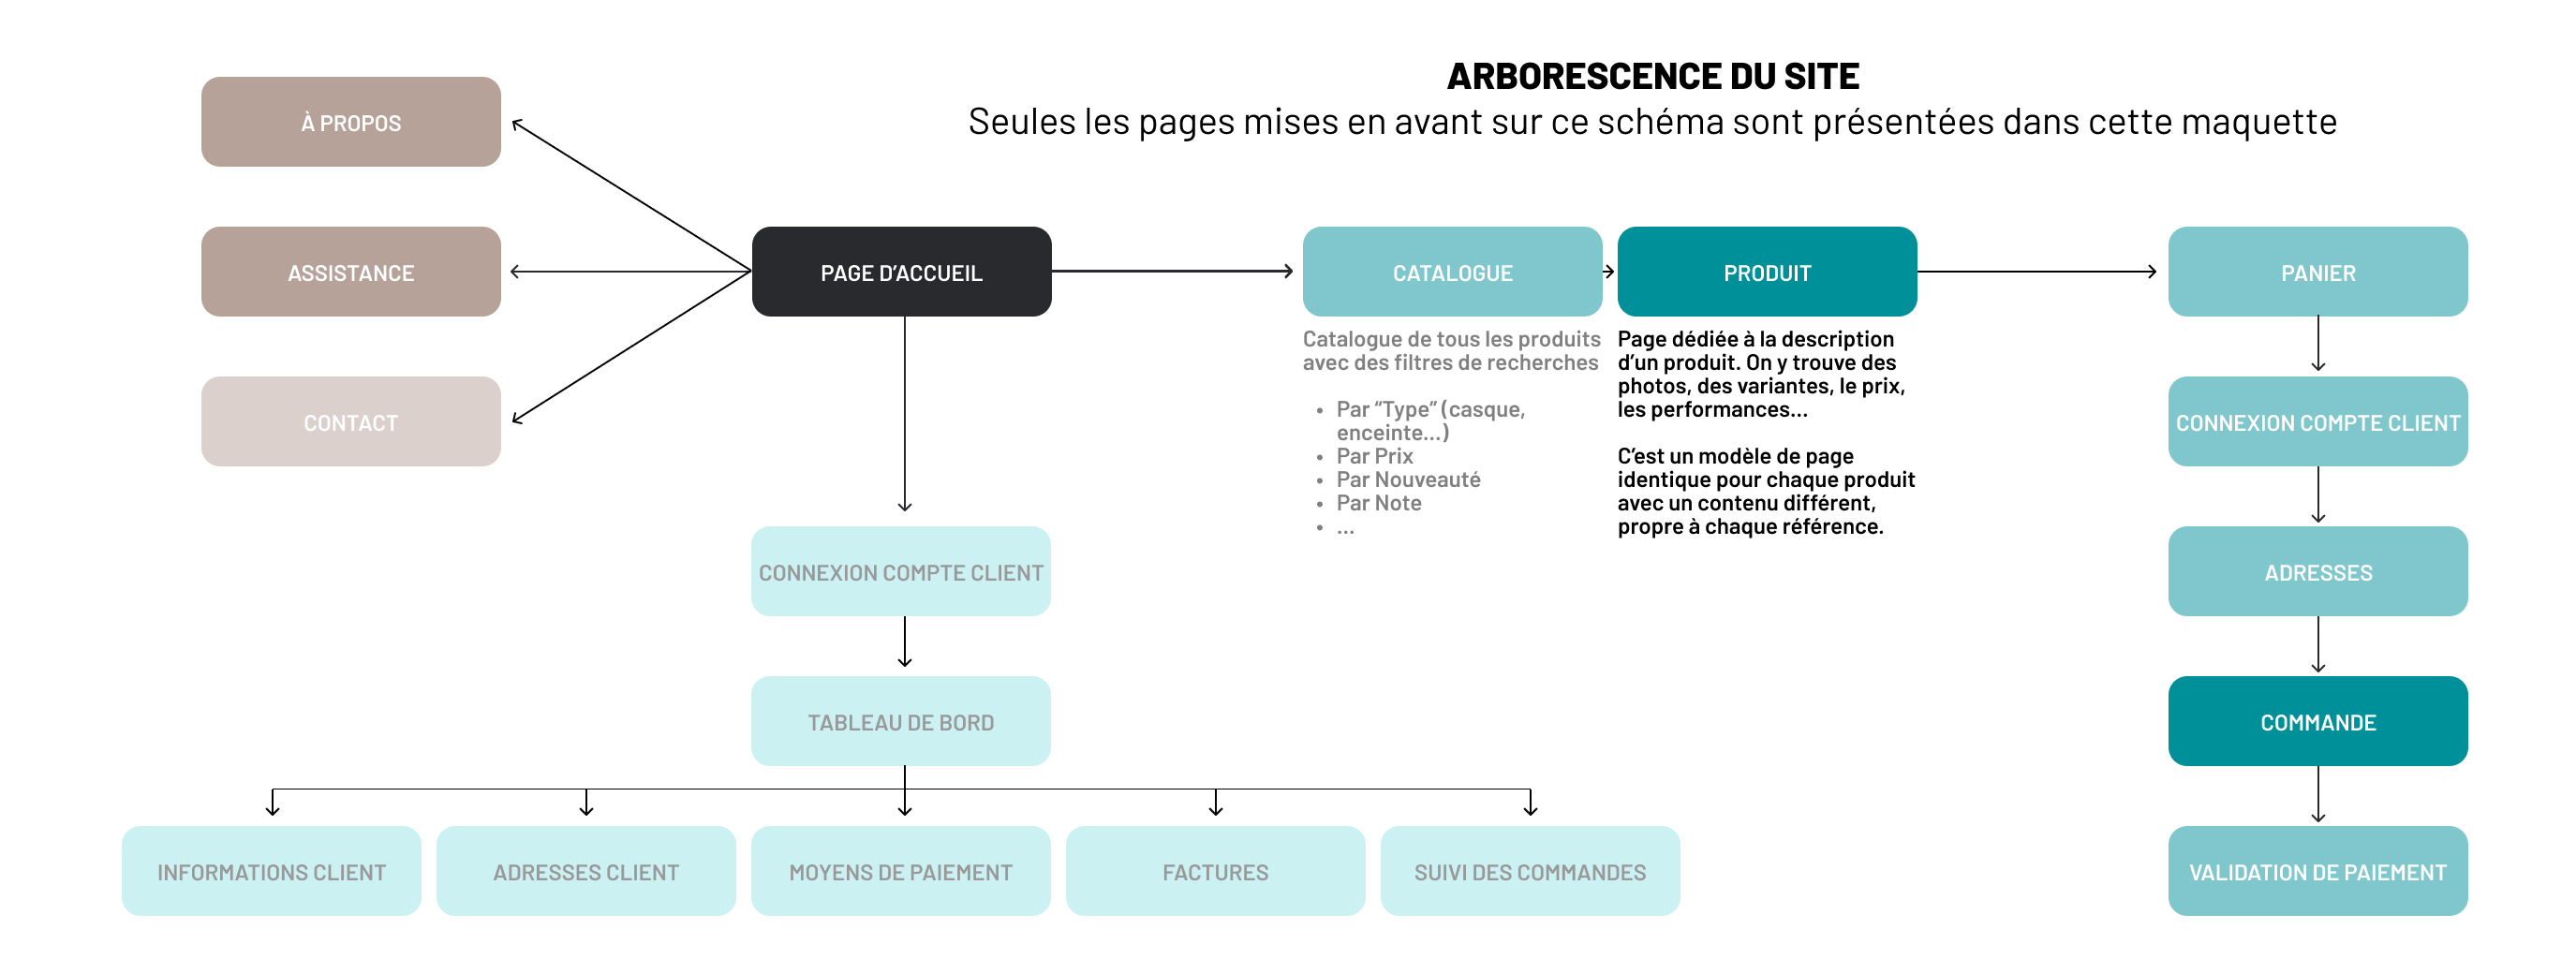 ARBORESCENCE DU SITE
Seules les pages mises en avant sur ce schéma sont présentées dans cette maquette
À PROPOS
ASSISTANCE
CONTACT
PAGE D’ACCUEIL
CATALOGUE
Catalogue de tous les produits
avec des filtres de recherches
• Par “Type” (casque,
enceinte...)
• Par Prix
• Par Nouveauté
• Par Note
• ...
PRODUIT
Page dédiée à la description
d’un produit. On y trouve des
photos, des variantes, le prix,
les performances...
C’est un modèle de page
identique pour chaque produit
avec un contenu différent,
propre à chaque référence.
PANIER
CONNEXION COMPTE CLIENT
ADRESSES
COMMANDE
VALIDATION DE PAIEMENT
CONNEXION COMPTE CLIENT
TABLEAU DE BORD
INFORMATIONS CLIENT
ADRESSES CLIENT
MOYENS DE PAIEMENT
FACTURES
SUIVI DES COMMANDES